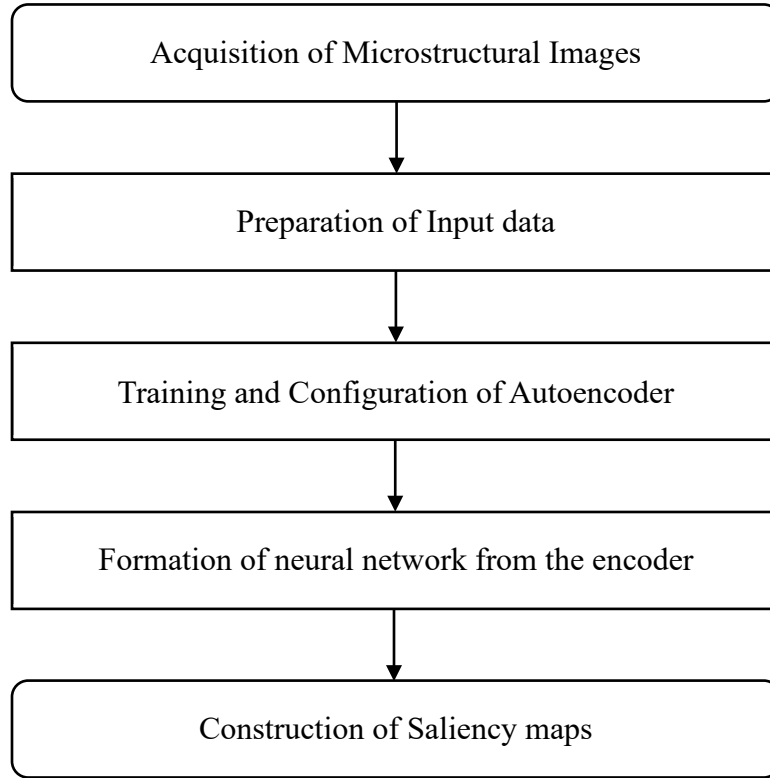 Acquisition of Microstructural Images
Preparation of Input data
Training and Configuration of Autoencoder
Formation of neural network from the encoder
Construction of Saliency maps